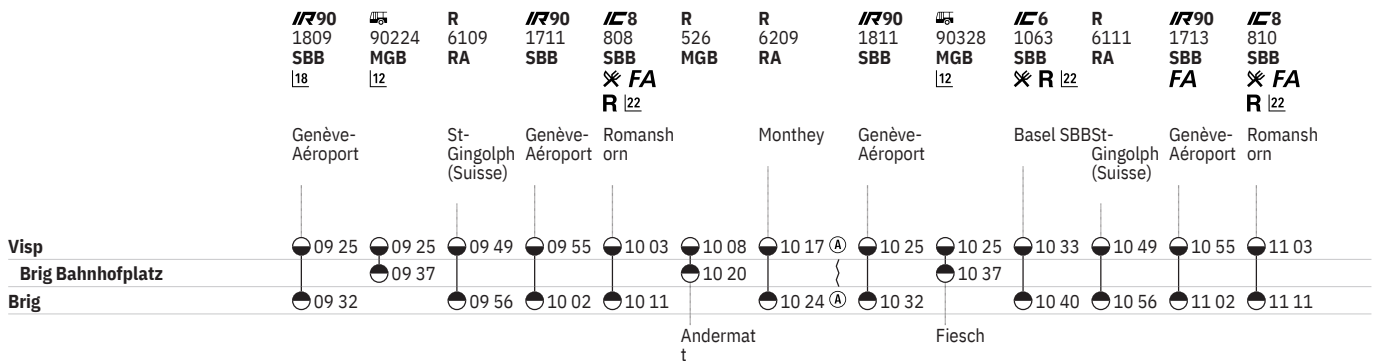 IR90 IR90 IC8 R R IR90 IC6 R IR90 IC8
1809 90224 6109 1711 808 526 6209 1811 90328 1063 6111 1713 810
SBB MGB RA SBB SBB MGB RA SBB MGB SBB RA SBB SBB
18 12 FA 12 R 22 FA FA
R 22 R 22
Genève- St- Genève- Romansh Monthey Genève- Basel SBB St- Genève- Romansh
Aéroport Gingolph Aéroport orn Aéroport Gingolph Aéroport orn
(Suisse) (Suisse)
Visp 09 25 09 25 09 49 09 55 10 03 10 08 10 17 A 10 25 10 25 10 33 10 49 10 55 11 03
Brig Bahnhofplatz 09 37 10 20 10 37
Brig 09 32 09 56 10 02 10 11 10 24 A 10 32 10 40 10 56 11 02 11 11
Andermat Fiesch
t